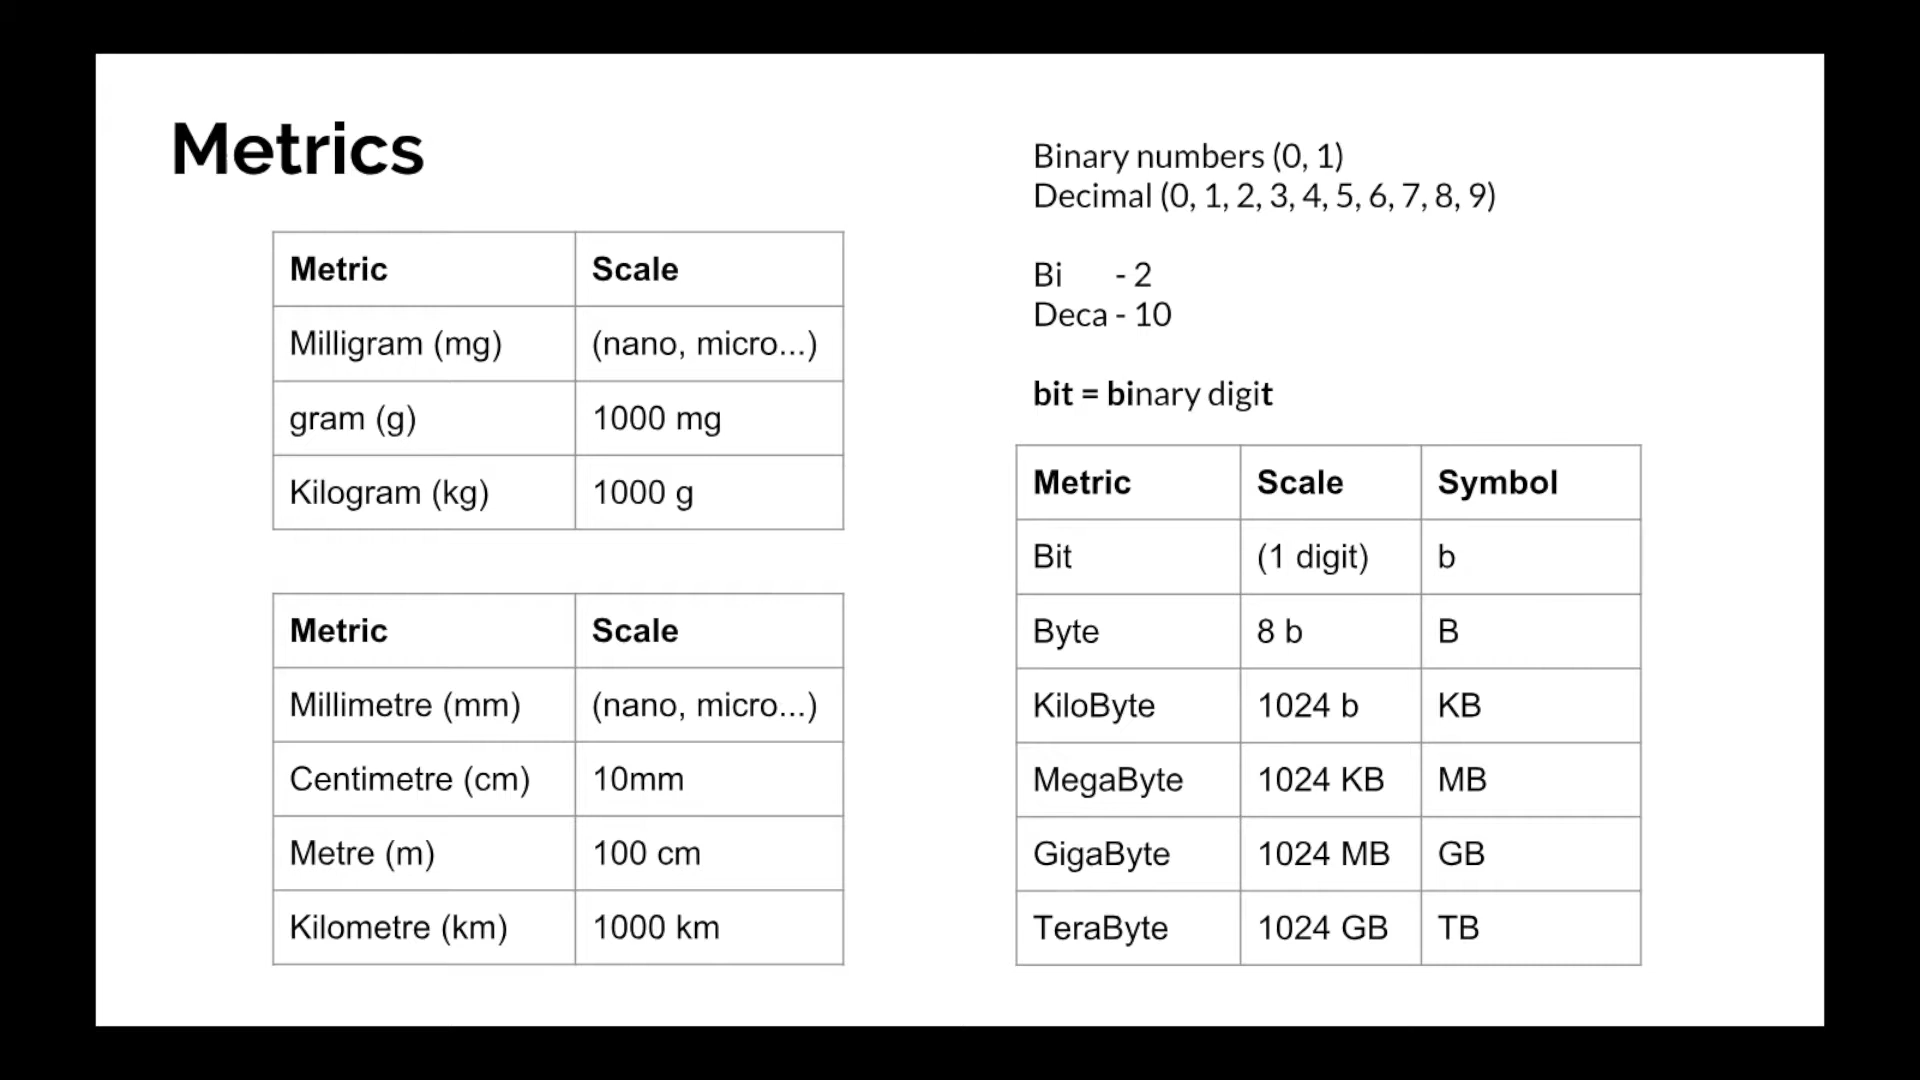 Metrics
Metric Scale
Milligram (mg) (nano, micro...)
gram (g) 1000 mg
Kilogram (kg) 1000 g
Metric Scale
Millimetre (mm) (nano, micro...)
Centimetre (cm) 10mm
Metre (m) 100 cm
Kilometre (km) 1000 km
Binary numbers (0, 1)
Decimal (0, 1, 2, 3, 4, 5, 6, 7, 8, 9)
Bi - 2
Deca - 10
bit = binary digit
Metric Scale Symbol
Bit (1 digit) b
Byte 8 b B
KiloByte 1024 b KB
MegaByte 1024 KB MB
GigaByte 1024 MB GB
TeraByte 1024 GB TB